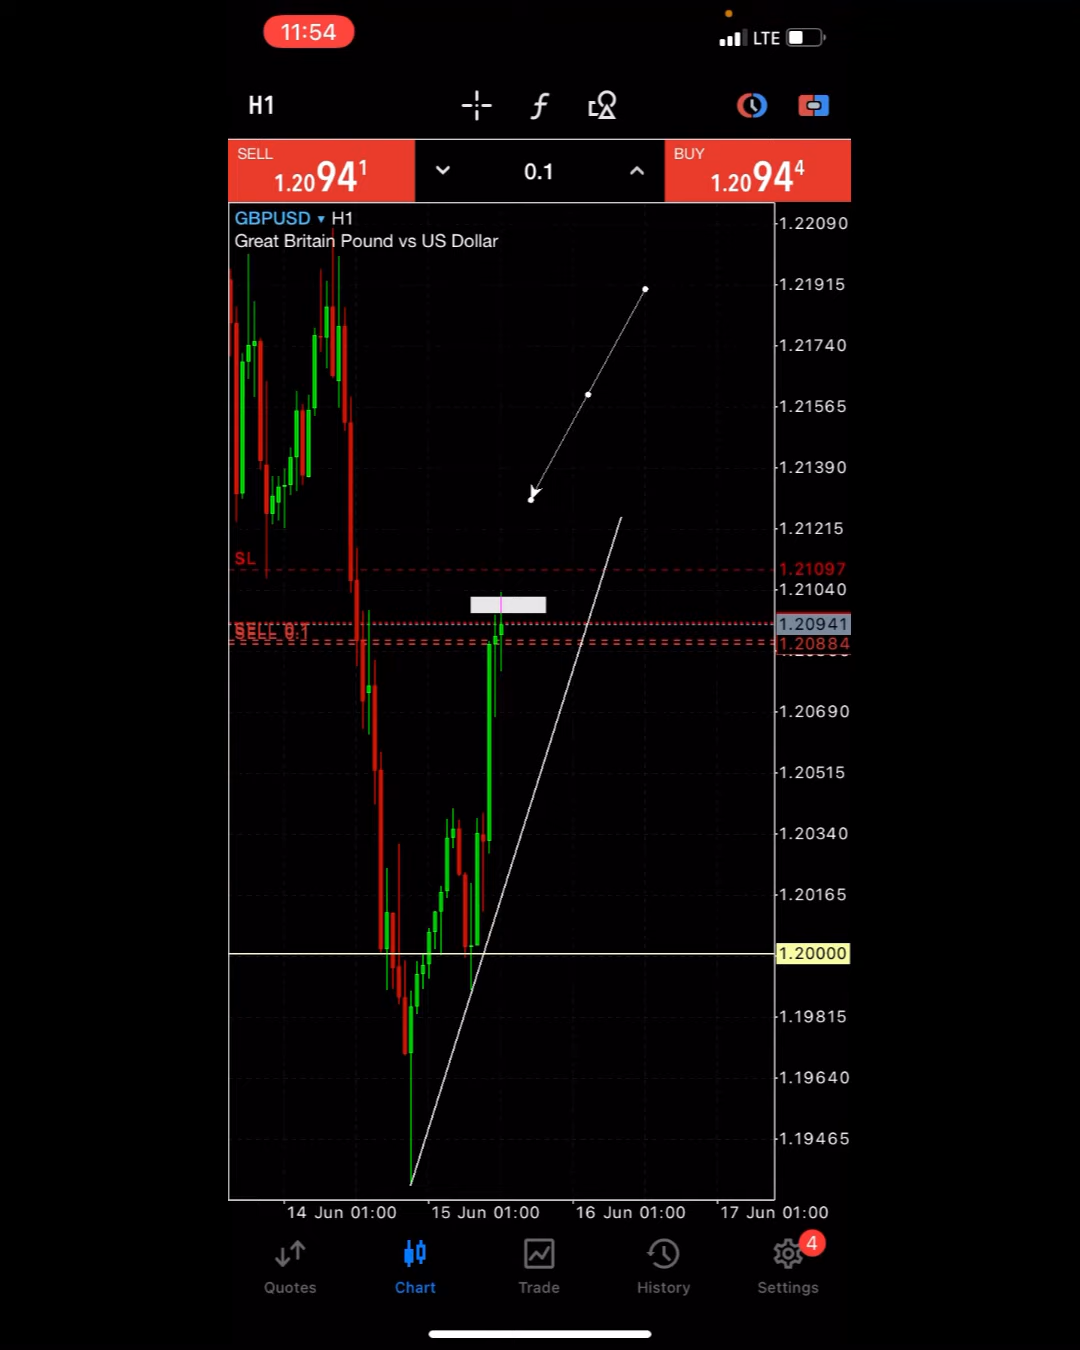 11:54
LTE
H1
SELL
1.20941
0.1
BUY
1.20944
GBPUSD ▾ H1
Great Britain Pound vs US Dollar
1.22090
1.21915
1.21740
1.21565
1.21390
1.21215
SL
1.21097
1.21040
SELL 0.1
1.20941
1.20884
1.20690
1.20515
1.20340
1.20165
1.20000
1.19815
1.19640
1.19465
14 Jun 01:00
15 Jun 01:00
16 Jun 01:00
17 Jun 01:00
4
Quotes
Chart
Trade
History
Settings